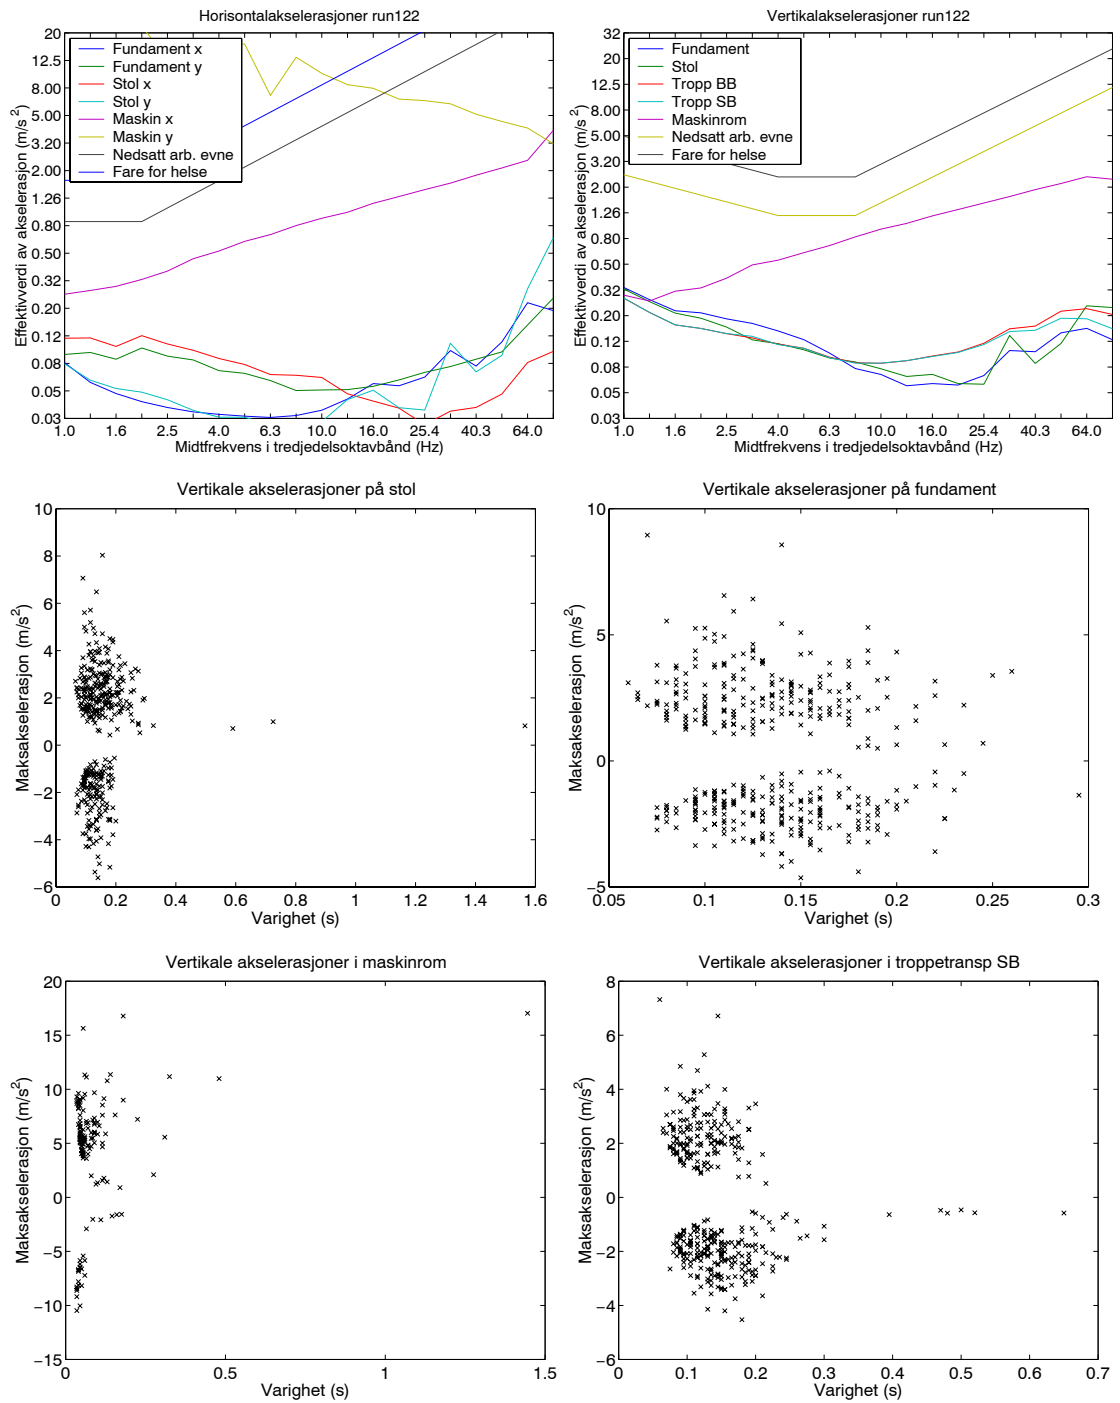 Horisontalakselerasjoner run122
Effektivverdi av akselerasjon (m/s²)
20
12.5
8.00
5.00
3.20
2.00
1.26
0.80
0.50
0.32
0.20
0.12
0.08
0.05
0.03
Fundament x
Fundament y
Stol x
Stol y
Maskin x
Maskin y
Nedsatt arb. evne
Fare for helse
1.0 1.6 2.5 4.0 6.3 10.0 16.0 25.4 40.3 64.0
Midtfrekvens i tredjedelsoktavbånd (Hz)
Vertikalakselerasjoner run122
Effektivverdi av akselerasjon (m/s²)
32
20
12.5
8.00
5.00
3.20
2.00
1.26
0.80
0.50
0.32
0.20
0.12
0.08
0.05
0.03
Fundament
Stol
Tropp BB
Tropp SB
Maskinrom
Nedsatt arb. evne
Fare for helse
1.0 1.6 2.5 4.0 6.3 10.0 16.0 25.4 40.3 64.0
Midtfrekvens i tredjedelsoktavbånd (Hz)
Vertikale akselerasjoner på stol
Maksakselerasjon (m/s²)
10
8
6
4
2
0
−2
−4
−6
0 0.2 0.4 0.6 0.8 1 1.2 1.4 1.6
Varighet (s)
Vertikale akselerasjoner på fundament
Maksakselerasjon (m/s²)
10
5
0
−5
0.05 0.1 0.15 0.2 0.25 0.3
Varighet (s)
Vertikale akselerasjoner i maskinrom
Maksakselerasjon (m/s²)
20
15
10
5
0
−5
−10
−15
0 0.5 1 1.5
Varighet (s)
Vertikale akselerasjoner i troppetransp SB
Maksakselerasjon (m/s²)
8
6
4
2
0
−2
−4
−6
0 0.1 0.2 0.3 0.4 0.5 0.6 0.7
Varighet (s)